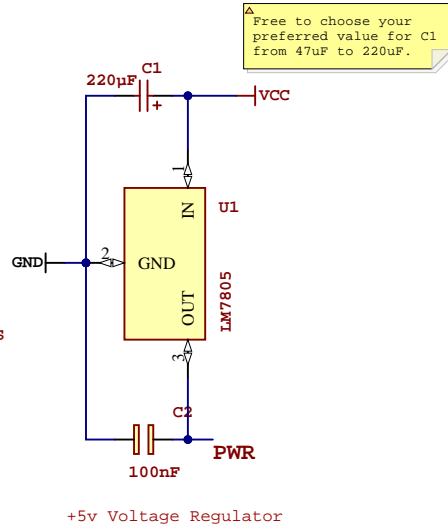 Free to choose your
preferred value for C1
from 47uF to 220uF.
C1
220µF
+
VCC
1
IN
U1
GND
2
GND
LM7805
OUT
3
s
C2
PWR
100nF
+5v Voltage Regulator